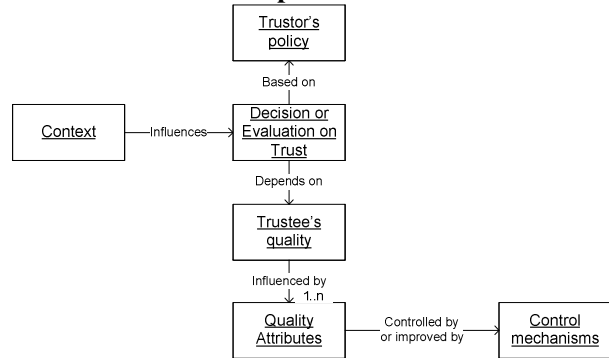 Trustor's
policy
Based on
Context
Influences
Decision or
Evaluation on
Trust
Depends on
Trustee's
quality
Influenced by
1..n
Quality
Attributes
Controlled by
or improved by
Control
mechanisms